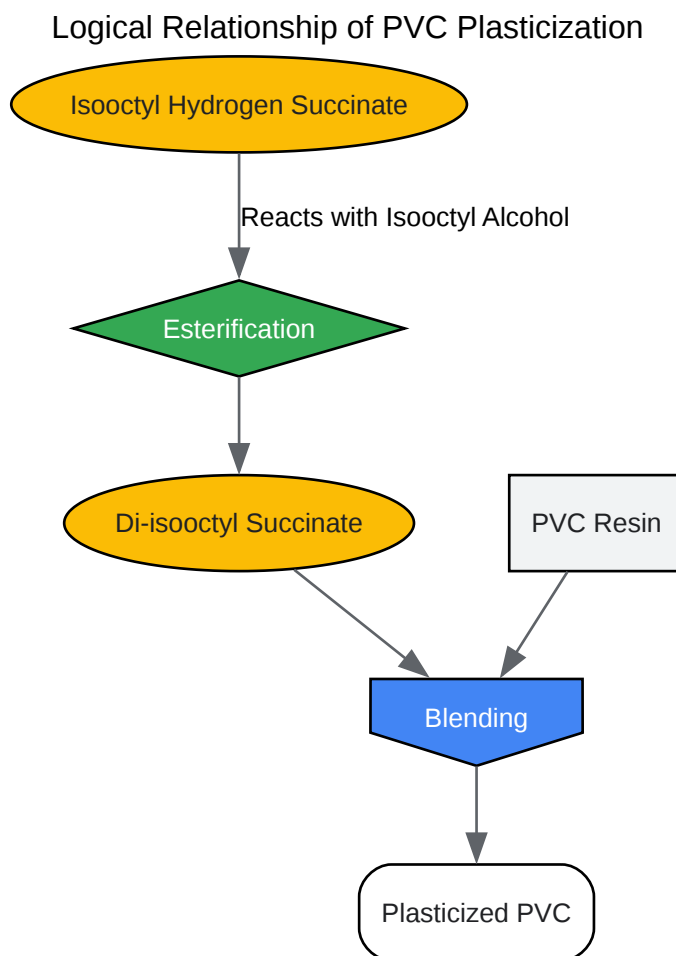 Logical Relationship of PVC Plasticization
Isooctyl Hydrogen Succinate
Reacts with Isooctyl Alcohol
Esterification
Di-isooctyl Succinate
PVC Resin
Blending
Plasticized PVC